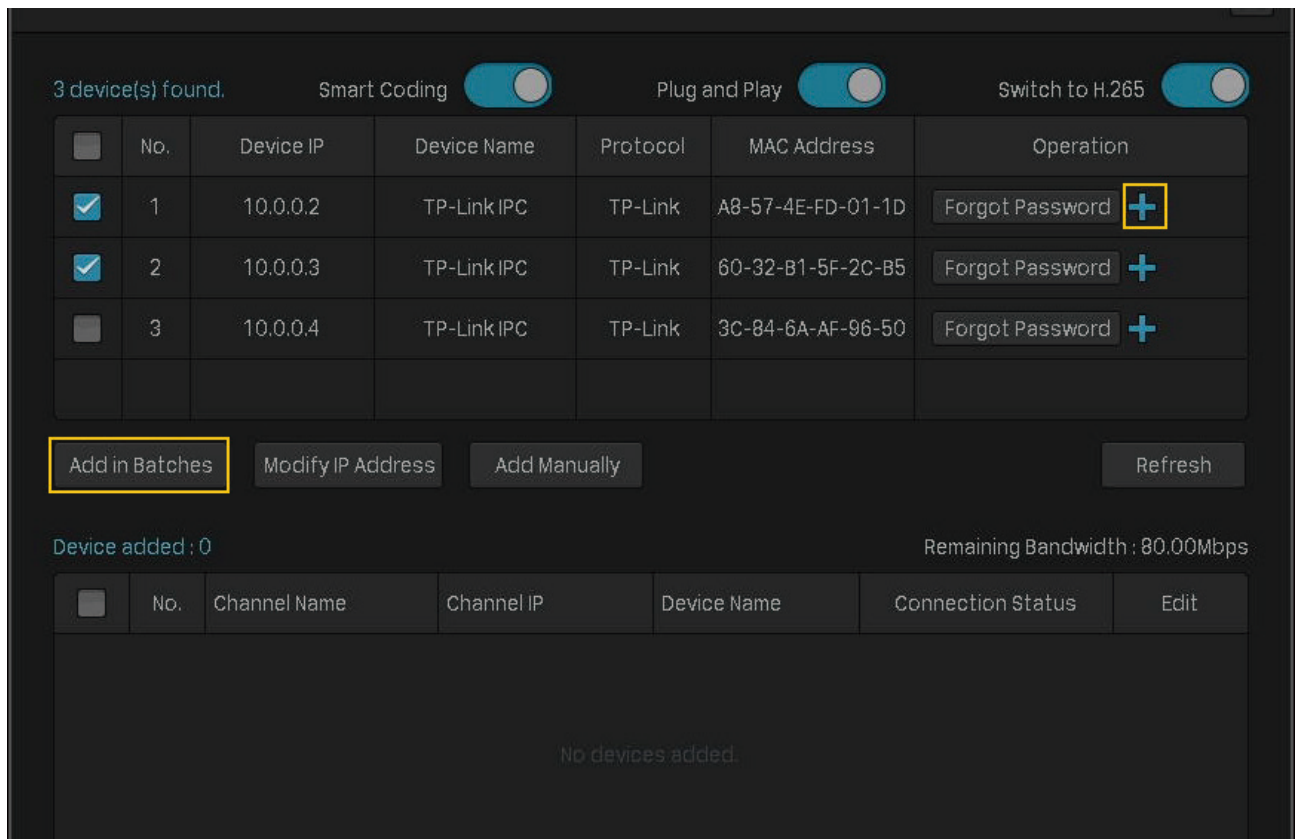 3 device(s) found. Smart Coding Plug and Play Switch to H.265
No. Device IP Device Name Protocol MAC Address Operation
1 10.0.0.2 TP-Link IPC TP-Link A8-57-4E-FD-01-1D Forgot Password
2 10.0.0.3 TP-Link IPC TP-Link 60-32-B1-5F-2C-B5 Forgot Password
3 10.0.0.4 TP-Link IPC TP-Link 3C-84-6A-AF-96-50 Forgot Password
Add in Batches Modify IP Address Add Manually Refresh
Device added : 0 Remaining Bandwidth : 80.00Mbps
No. Channel Name Channel IP Device Name Connection Status Edit
No devices added.